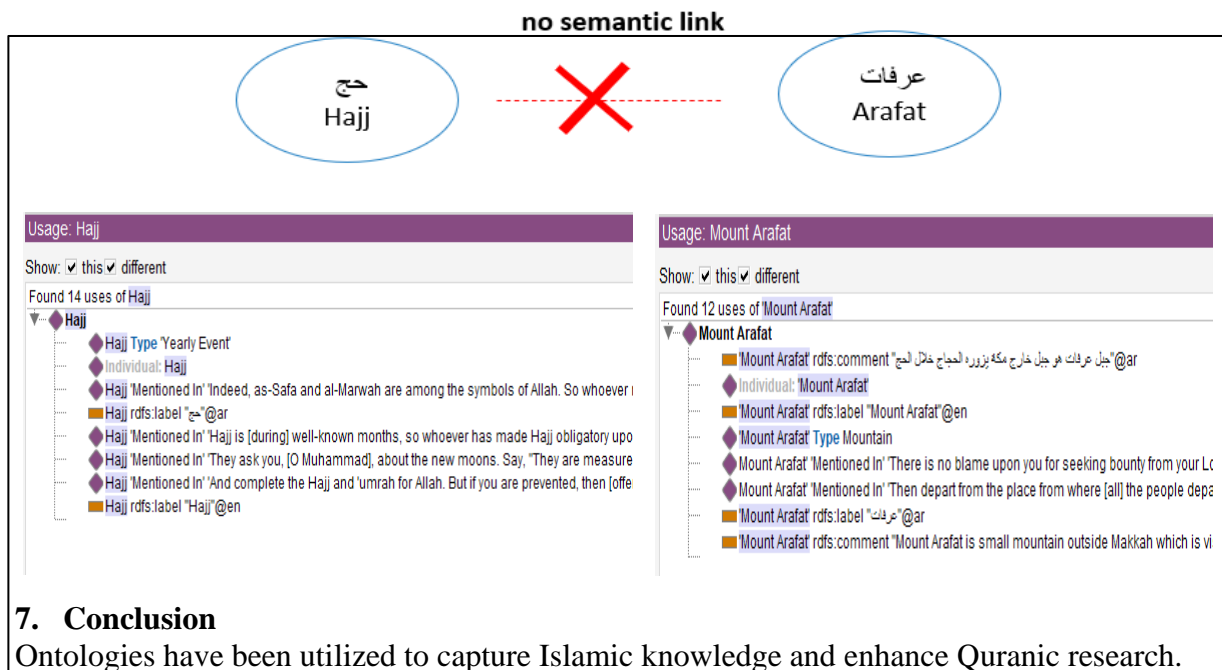 no semantic link
حج
Hajj
عرفات
Arafat
Usage: Hajj
Show: this different
Found 14 uses of Hajj
Hajj
Hajj Type 'Yearly Event'
Individual: Hajj
Hajj 'Mentioned In' 'Indeed, as-Safa and al-Marwah are among the symbols of Allah. So whoever
Hajj rdfs:label "حج"@ar
Hajj 'Mentioned In' 'Hajj is [during] well-known months, so whoever has made Hajj obligatory upo
Hajj 'Mentioned In' 'They ask you, [O Muhammad], about the new moons. Say, "They are measure
Hajj 'Mentioned In' 'And complete the Hajj and 'umrah for Allah. But if you are prevented, then [offe
Hajj rdfs:label "Hajj"@en
Usage: Mount Arafat
Show: this different
Found 12 uses of 'Mount Arafat'
Mount Arafat
'Mount Arafat' rdfs:comment "جبل عرفات هو جبل خارج مكة يزوره الحجاج خلال الحج"@ar
Individual: 'Mount Arafat'
'Mount Arafat' rdfs:label "Mount Arafat"@en
'Mount Arafat' Type Mountain
Mount Arafat' 'Mentioned In' 'There is no blame upon you for seeking bounty from your Lo
Mount Arafat' 'Mentioned In' 'Then depart from the place from where [all] the people depa
'Mount Arafat' rdfs:label "عرفات"@ar
'Mount Arafat' rdfs:comment "Mount Arafat is small mountain outside Makkah which is vi
7. Conclusion
Ontologies have been utilized to capture Islamic knowledge and enhance Quranic research.